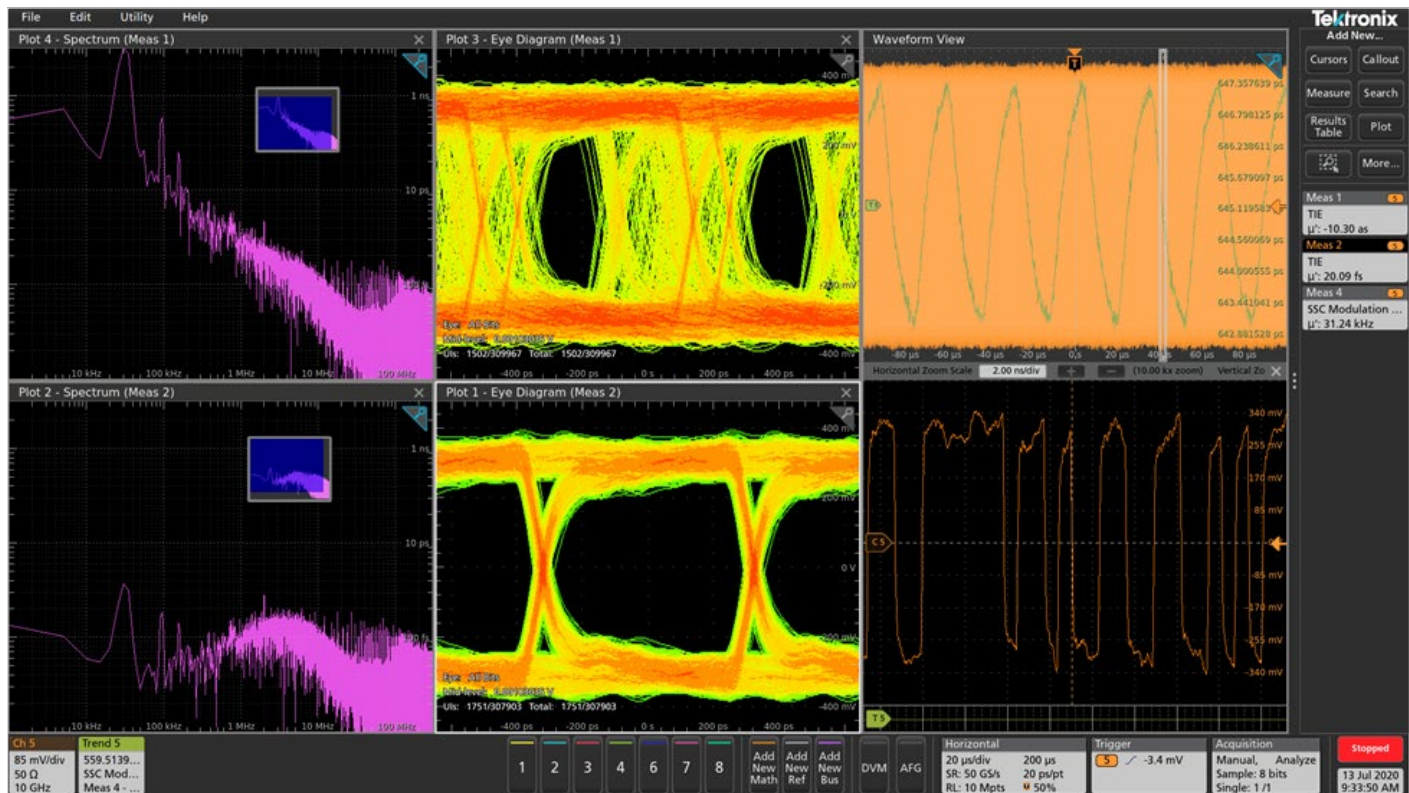 File Edit Utility Help
Tektronix
Add New...
Plot 4 - Spectrum (Meas 1)
1 ns
10 ps
10 kHz 100 kHz 1 MHz 10 MHz 100 MHz
Plot 3 - Eye Diagram (Meas 1)
400 mV
200 mV
-200 mV
-400 mV
Eye: All Bits
UIs: 1502/309967 Total: 1502/309967
-400 ps -200 ps 0 s 200 ps 400 ps
Waveform View
T
647.357639 ps
646.798125 ps
646.238611 ps
645.679097 ps
645.119583
644.560069 ps
644.000555 ps
643.441041 ps
642.881528 ps
-80 µs -60 µs -40 µs -20 µs 0 s 20 µs 40 µs 60 µs 80 µs
Horizontal Zoom Scale 2.00 ns/div (10.00 kx zoom) Vertical Zo
Plot 2 - Spectrum (Meas 2)
1 ns
10 ps
10 kHz 100 kHz 1 MHz 10 MHz 100 MHz
Plot 1 - Eye Diagram (Meas 2)
400 mV
200 mV
0 V
-200 mV
-400 mV
Eye: All Bits
UIs: 1751/307903 Total: 1751/307903
-400 ps -200 ps 0 s 200 ps 400 ps
340 mV
255 mV
170 mV
85 mV
-85 mV
-170 mV
-255 mV
-340 mV
C 5
T 5
Cursors Callout
Measure Search
Results Table Plot
More...
Meas 1 5
TIE
µ': -10.30 as
Meas 2 5
TIE
µ': 20.09 fs
Meas 4 5
SSC Modulation ...
µ': 31.24 kHz
Ch 5
85 mV/div
50 Ω
10 GHz
Trend 5
559.5139...
SSC Mod...
Meas 4 - ...
1 2 3 4 6 7 8
Add New Math
Add New Ref
Add New Bus
DVM AFG
Horizontal
20 µs/div 200 µs
SR: 50 GS/s 20 ps/pt
RL: 10 Mpts 50%
Trigger
5 -3.4 mV
Acquisition
Manual, Analyze
Sample: 8 bits
Single: 1 /1
Stopped
13 Jul 2020
9:33:50 AM